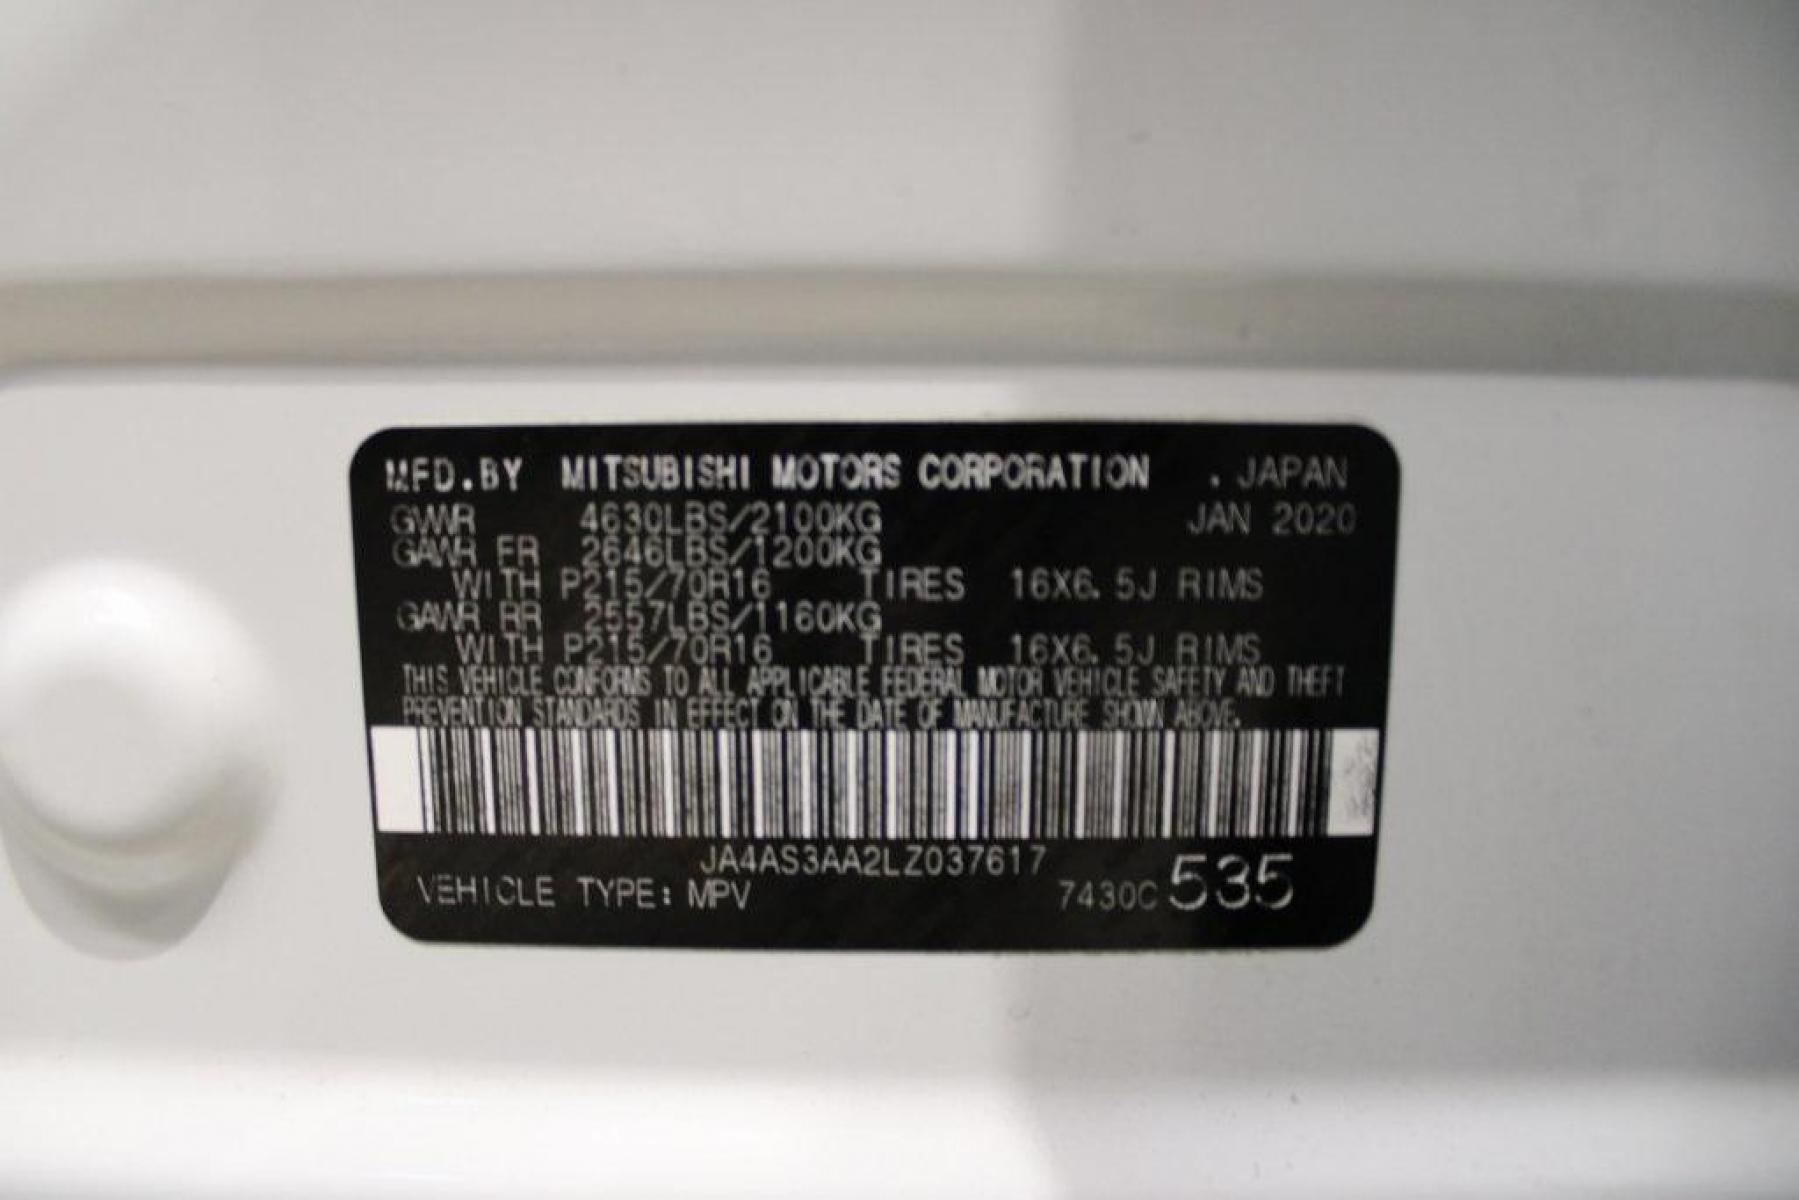 MFD.BY MITSUBISHI MOTORS CORPORATION . JAPAN
GVWR 4630LBS/2100KG JAN 2020
GAWR FR 2646LBS/1200KG
WITH P215/70R16 TIRES 16X6.5J RIMS
GAWR RR 2557LBS/1160KG
WITH P215/70R16 TIRES 16X6.5J RIMS
THIS VEHICLE CONFORMS TO ALL APPLICABLE FEDERAL MOTOR VEHICLE SAFETY AND THEFT
PREVENTION STANDARDS IN EFFECT ON THE DATE OF MANUFACTURE SHOWN ABOVE.
JA4AS3AA2LZ037617
VEHICLE TYPE: MPV 7430C 535